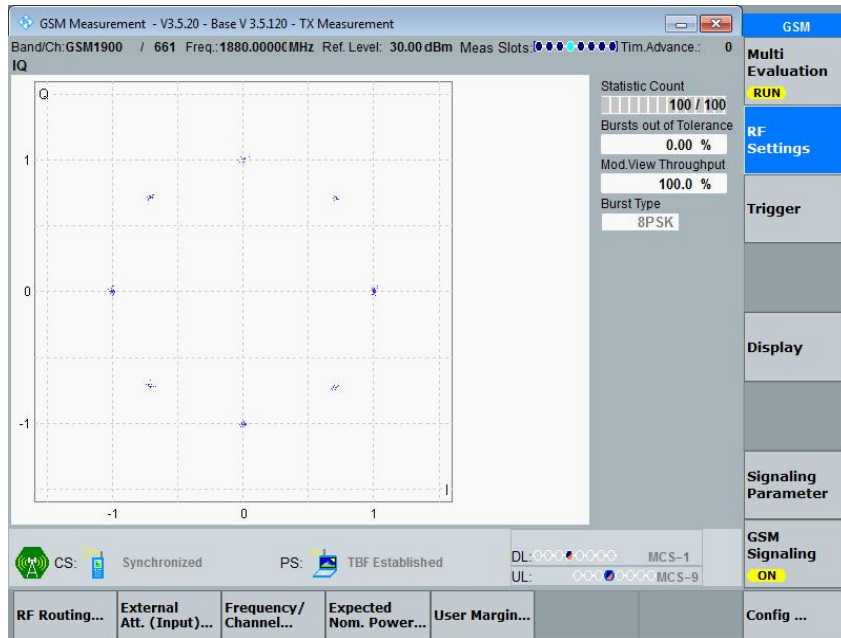 GSM Measurement - V3.5.20 - Base V 3.5.120 - TX Measurement
GSM
Band/Ch: GSM1900 / 661 Freq.: 1880.0000 MHz Ref. Level: 30.00 dBm Meas Slots: Tim.Advance.: 0
IQ
Multi
Evaluation
RUN
Q
Statistic Count
100 / 100
Bursts out of Tolerance
0.00 %
Mod.View Throughput
100.0 %
Burst Type
8PSK
RF
Settings
Trigger
1
0
-1
I
-1 0 1
Display
Signaling
Parameter
GSM
Signaling
ON
CS: Synchronized PS: TBF Established DL: MCS-1
UL: MCS-9
RF Routing...
External
Att. (Input)...
Frequency/
Channel...
Expected
Nom. Power...
User Margin...
Config ...